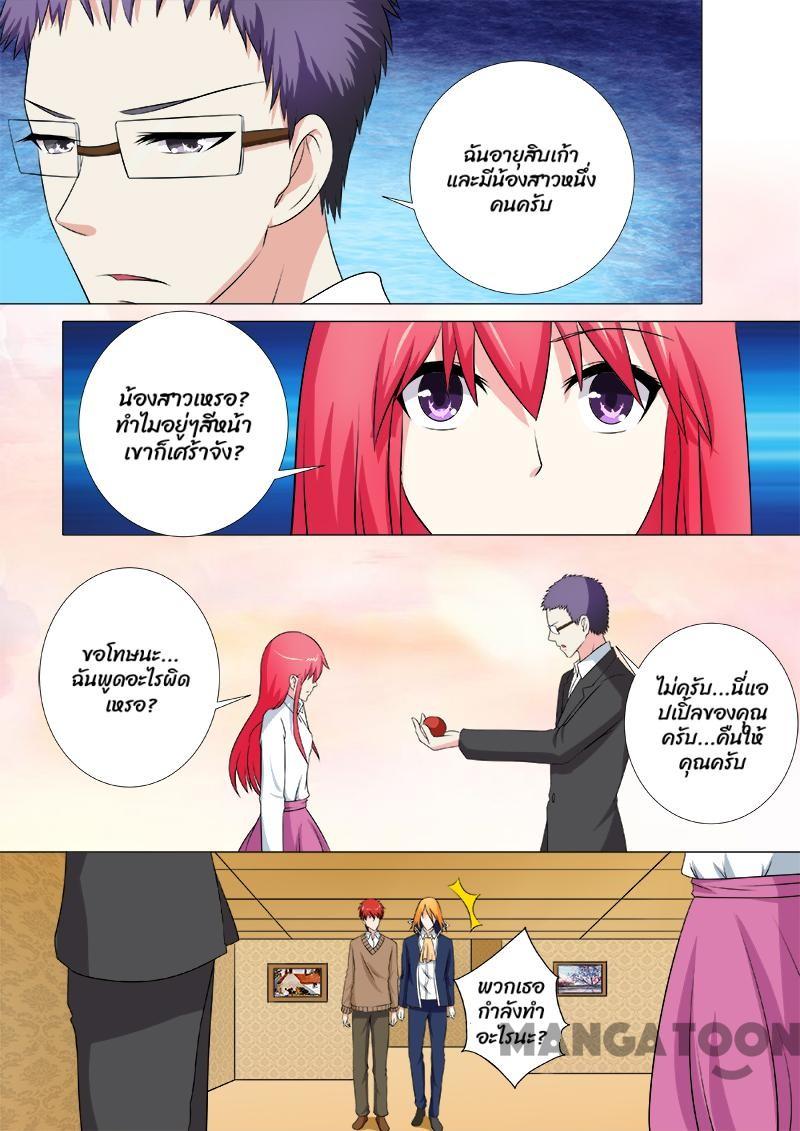 ฉันอายุสิบเก้า
และมีน้องสาวหนึ่ง
คนครับ
น้องสาวเหรอ?
ทำไมอยู่ๆสีหน้า
เขาก็เศร้าจัง?
ขอโทษนะ...
ฉันพูดอะไรผิด
เหรอ?
ไม่ครับ...นี่แอ
ปเปิ้ลของคุณ
ครับ...คืนให้
คุณครับ
พวกเธอ
กำลังทำ
อะไรนะ?
MANGATOON